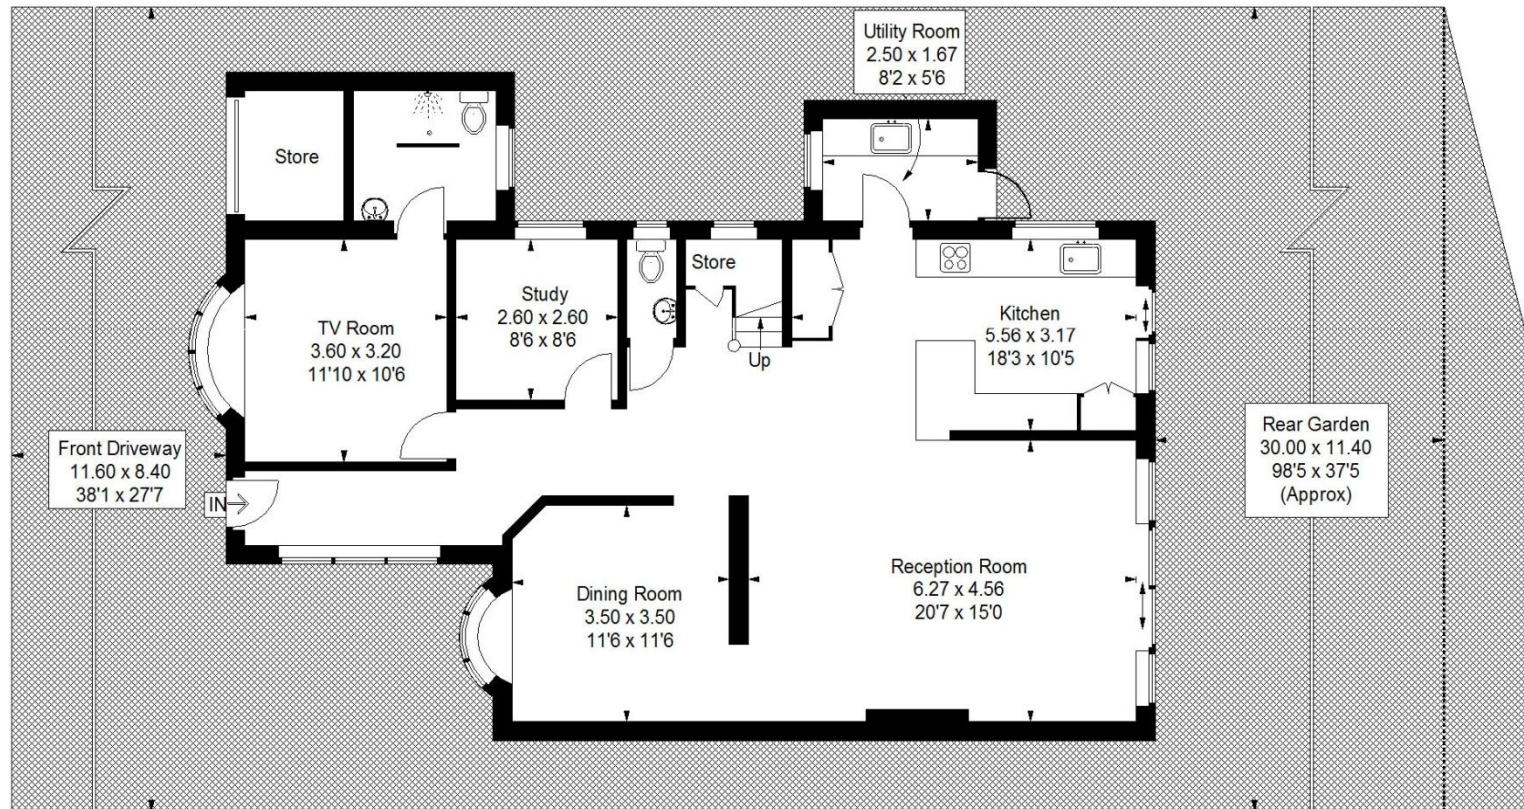 Utility Room
2.50 x 1.67
8'2 x 5'6
Store
Store
Study
2.60 x 2.60
8'6 x 8'6
TV Room
3.60 x 3.20
11'10 x 10'6
Up
Kitchen
5.56 x 3.17
18'3 x 10'5
Front Driveway
11.60 x 8.40
38'1 x 27'7
IN
Rear Garden
30.00 x 11.40
98'5 x 37'5
(Approx)
Dining Room
3.50 x 3.50
11'6 x 11'6
Reception Room
6.27 x 4.56
20'7 x 15'0